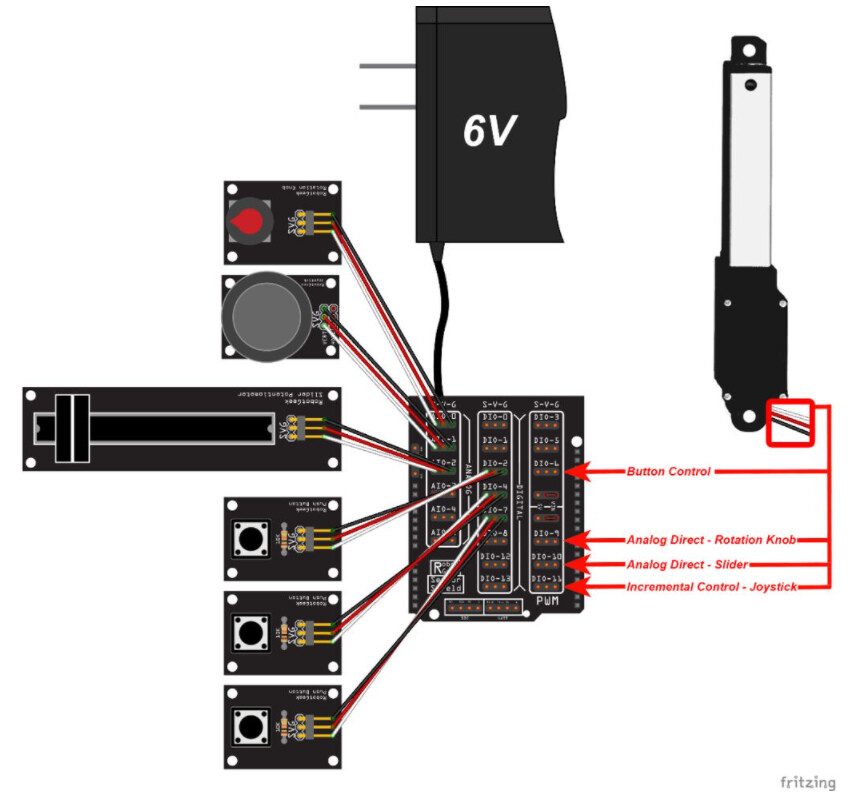 6V
Rotation Knob
RobotGeek
SVG
SVG
Slider Potentiometer
RobotGeek
SVG
S-V-G S-V-G S-V-G
AIO-0 DIO-0 DIO-3
AIO-1 DIO-1 DIO-5
AIO-2 DIO-2 DIO-6
AIO-3 DIO-4
AIO-4 DIO-7
DIO-8 DIO-9
DIO-12 DIO-10
DIO-13 DIO-11
ANALOG
DIGITAL
PWM
Sensor
Shield
Button Control
Analog Direct - Rotation Knob
Analog Direct - Slider
Incremental Control - Joystick
Push Button
RobotGeek
10K
SVG
Push Button
RobotGeek
10K
SVG
Push Button
RobotGeek
10K
SVG
fritzing